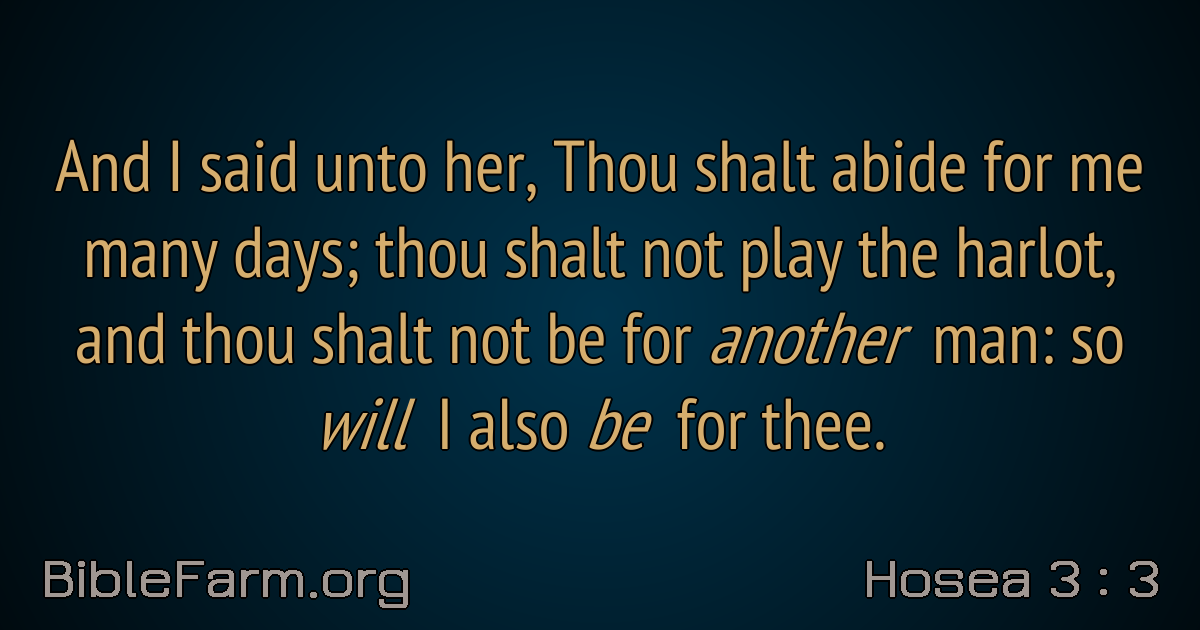 And I said unto her, Thou shalt abide for me
many days; thou shalt not play the harlot,
and thou shalt not be for another man: so
will I also be for thee.
BibleFarm.org
Hosea 3 : 3